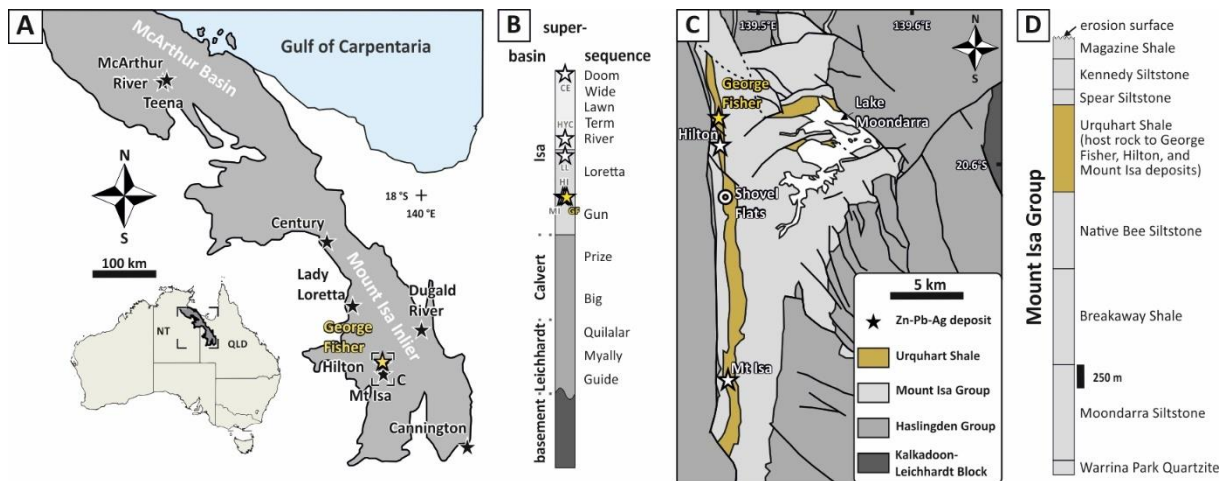 A
McArthur Basin
Gulf of Carpentaria
McArthur
River
Teena
N
S
18 °S
140 °E
100 km
Century
Lady
Loretta
Mount Isa Inlier
Dugald
River
George
Fisher
Hilton
C
Mt Isa
Cannington
NT
QLD
B
super-
basin
sequence
Doom
CE
Wide
Lawn
HYC
Term
River
LL
Loretta
HI
MI
GF
Gun
Isa
Prize
Calvert
Big
Quilalar
Myally
Leichhardt
Guide
basement
C
139.5°E
139.6°E
N
S
George
Fisher
Hilton
Lake
Moondarra
20.6°S
Shovel
Flats
Mt Isa
5 km
Zn-Pb-Ag deposit
Urquhart Shale
Mount Isa Group
Haslingden Group
Kalkadoon-
Leichhardt Block
D
erosion surface
Magazine Shale
Kennedy Siltstone
Spear Siltstone
Urquhart Shale
(host rock to George
Fisher, Hilton, and
Mount Isa deposits)
Native Bee Siltstone
Breakaway Shale
250 m
Moondarra Siltstone
Warrina Park Quartzite
Mount Isa Group